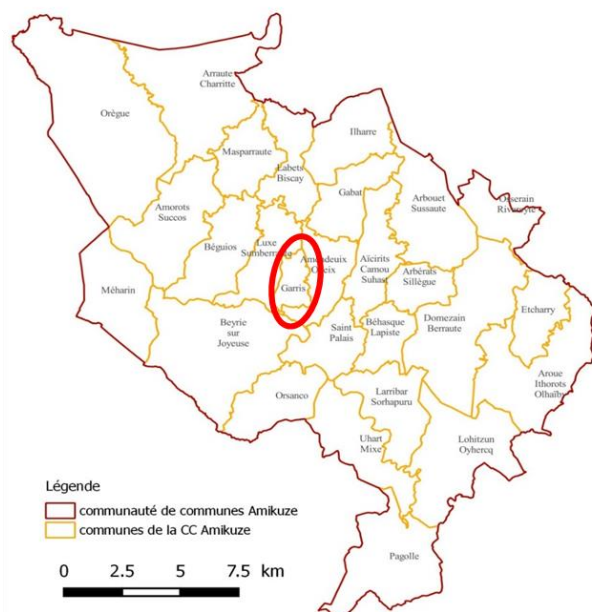 Arraute
Charritte
Orègue
Ilharre
Masparraute
Labets
Biscay
Gabat
Arbouet
Sussaute
Osserain
Rivareyte
Amorots
Succos
Luxe
Sumberraute
Béguios
Amendeuix
Oneix
Aïcirits
Camou
Suhast
Arbérats
Sillègue
Méharin
Garris
Etcharry
Domezain
Berraute
Beyrie
sur
Joyeuse
Saint
Palais
Béhasque
Lapiste
Aroue
Ithorots
Olhaïby
Orsanco
Larribar
Sorhapuru
Uhart
Mixe
Lohitzun
Oyhercq
Pagolle
Légende
communauté de communes Amikuze
communes de la CC Amikuze
0 2.5 5 7.5 km